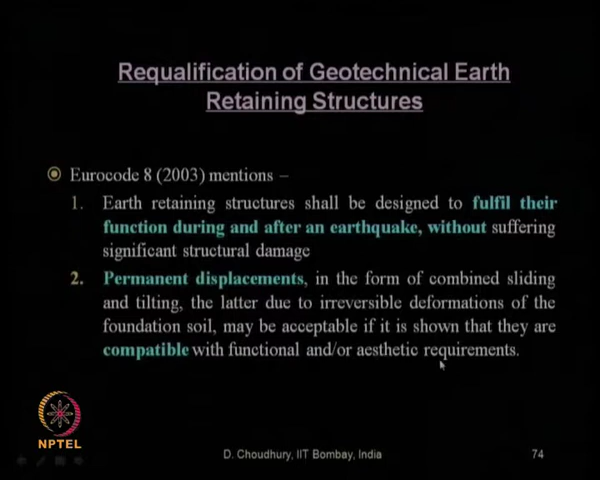 Requalification of Geotechnical Earth
Retaining Structures
Eurocode 8 (2003) mentions –
1. Earth retaining structures shall be designed to fulfil their
function during and after an earthquake, without suffering
significant structural damage
2. Permanent displacements, in the form of combined sliding
and tilting, the latter due to irreversible deformations of the
foundation soil, may be acceptable if it is shown that they are
compatible with functional and/or aesthetic requirements.
NPTEL
D. Choudhury, IIT Bombay, India
74